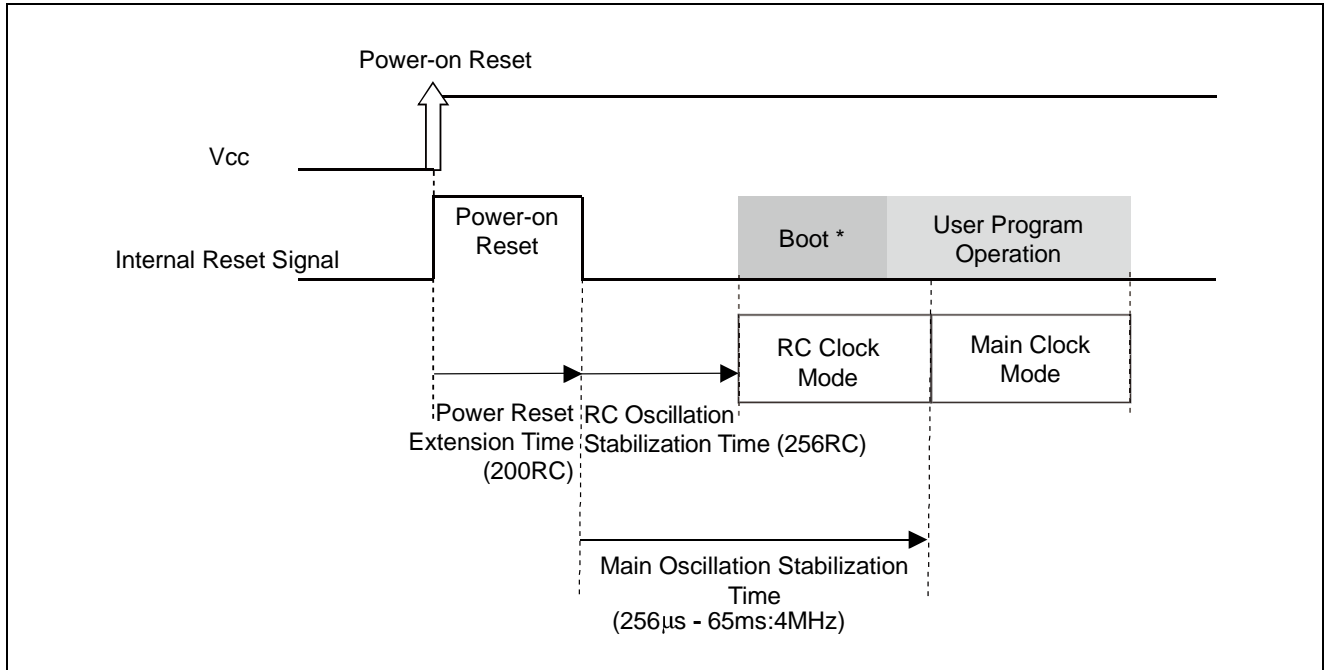 Power-on Reset
Vcc
Power-on
Reset
Internal Reset Signal
Boot *
User Program
Operation
RC Clock
Mode
Main Clock
Mode
Power Reset
Extension Time
(200RC)
RC Oscillation
Stabilization Time (256RC)
Main Oscillation Stabilization
Time
(256μs - 65ms:4MHz)